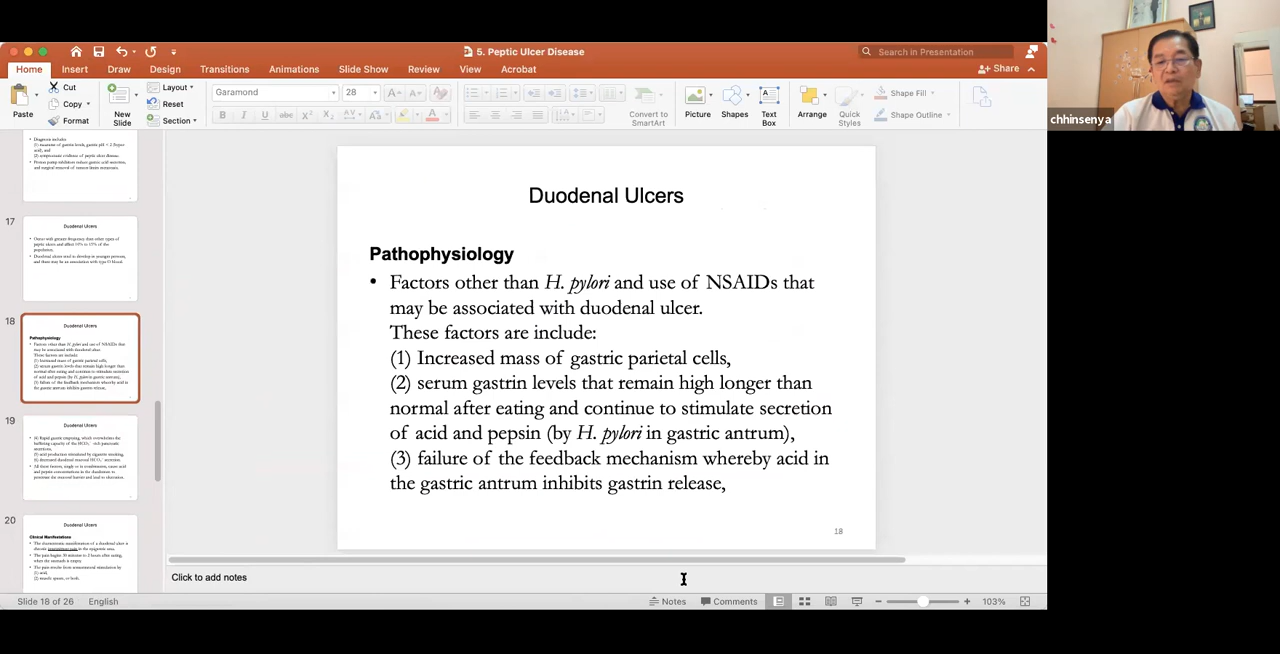 5. Peptic Ulcer Disease
Search in Presentation
Home Insert Draw Design Transitions Animations Slide Show Review View Acrobat
Share
Paste
Cut
Copy
Format
New Slide
Layout
Reset
Section
Garamond 28
Convert to SmartArt
Picture
Shapes
Text Box
Arrange
Quick Styles
Shape Fill
Shape Outline
chhinsenya
17
Duodenal Ulcers
18
Duodenal Ulcers
Pathophysiology
19
Duodenal Ulcers
20
Duodenal Ulcers
Clinical Manifestations
Duodenal Ulcers
Pathophysiology
• Factors other than H. pylori and use of NSAIDs that
may be associated with duodenal ulcer.
These factors are include:
(1) Increased mass of gastric parietal cells,
(2) serum gastrin levels that remain high longer than
normal after eating and continue to stimulate secretion
of acid and pepsin (by H. pylori in gastric antrum),
(3) failure of the feedback mechanism whereby acid in
the gastric antrum inhibits gastrin release,
18
Click to add notes
Slide 18 of 26 English
Notes Comments 103%